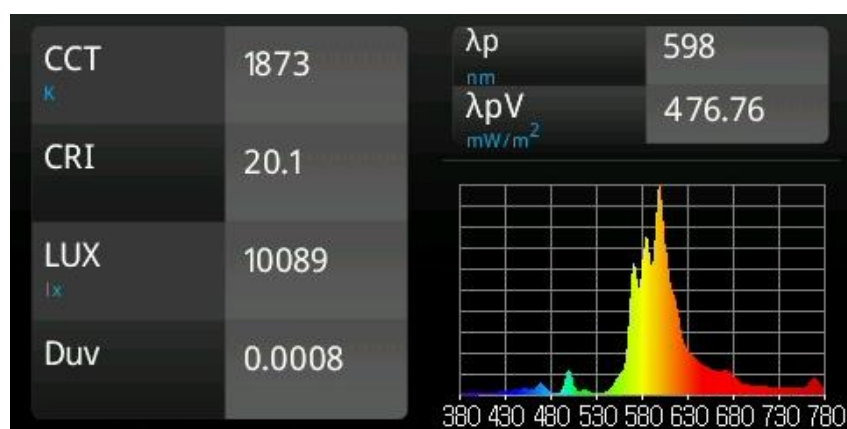 CCT
K
1873
CRI
20.1
LUX
lx
10089
Duv
0.0008
λp
nm
598
λpV
mW/m²
476.76
380 430 480 530 580 630 680 730 780